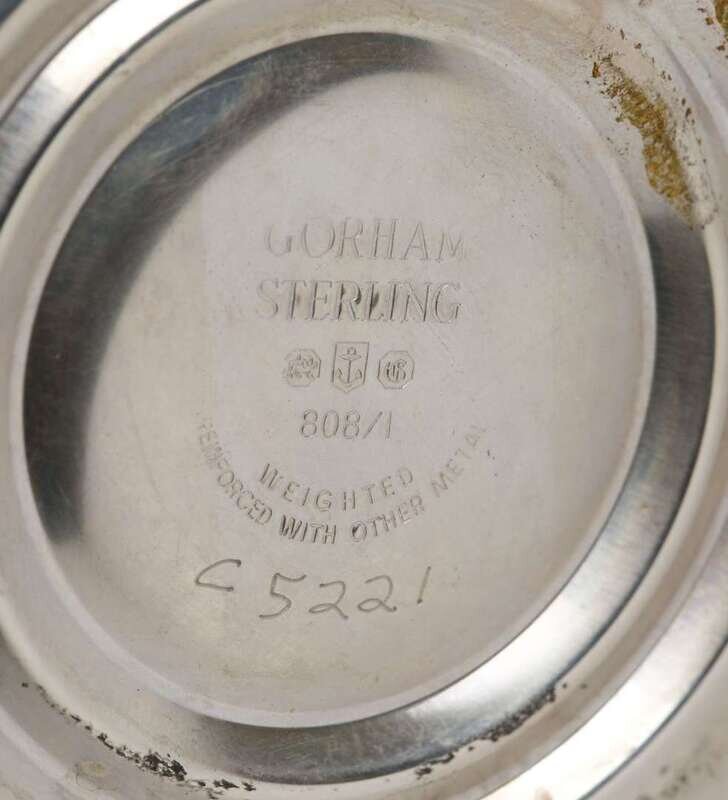 GORHAM
STERLING
808/1
WEIGHTED
REINFORCED WITH OTHER METAL
C 5221